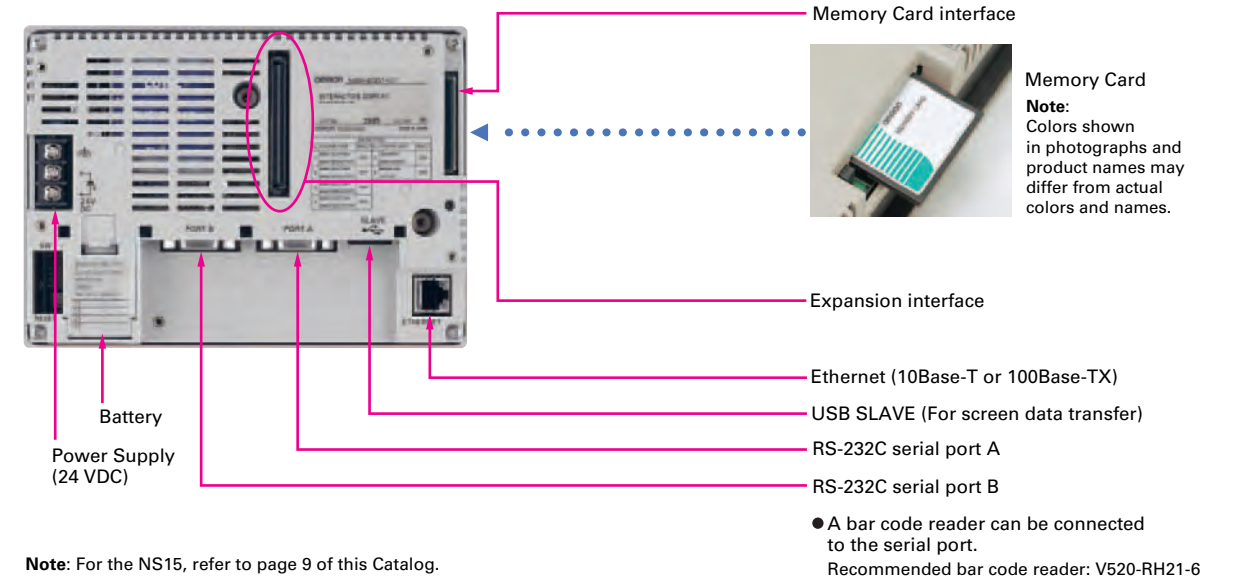 Memory Card interface
Memory Card
Note:
Colors shown
in photographs and
product names may
differ from actual
colors and names.
OMRON
INTERACTIVE DISPLAY
24V
DC
PORT B
PORT A
SLAVE
SW
RESET
ETHERNET
Expansion interface
Ethernet (10Base-T or 100Base-TX)
USB SLAVE (For screen data transfer)
RS-232C serial port A
RS-232C serial port B
Battery
Power Supply
(24 VDC)
●A bar code reader can be connected
to the serial port.
Recommended bar code reader: V520-RH21-6
Note: For the NS15, refer to page 9 of this Catalog.